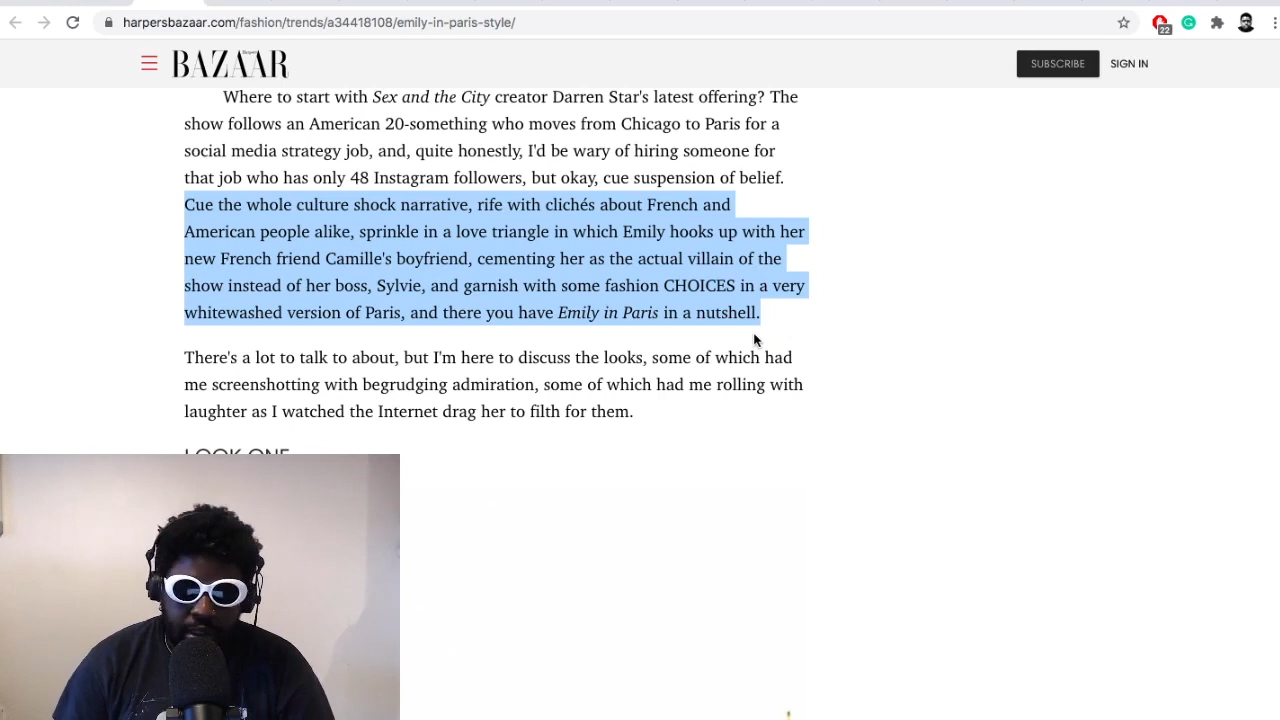 harpersbazaar.com/fashion/trends/a34418108/emily-in-paris-style/
22
Harper's
BAZAAR
SUBSCRIBE
SIGN IN
Where to start with Sex and the City creator Darren Star's latest offering? The
show follows an American 20-something who moves from Chicago to Paris for a
social media strategy job, and, quite honestly, I'd be wary of hiring someone for
that job who has only 48 Instagram followers, but okay, cue suspension of belief.
Cue the whole culture shock narrative, rife with clichés about French and
American people alike, sprinkle in a love triangle in which Emily hooks up with her
new French friend Camille's boyfriend, cementing her as the actual villain of the
show instead of her boss, Sylvie, and garnish with some fashion CHOICES in a very
whitewashed version of Paris, and there you have Emily in Paris in a nutshell.
There's a lot to talk to about, but I'm here to discuss the looks, some of which had
me screenshotting with begrudging admiration, some of which had me rolling with
laughter as I watched the Internet drag her to filth for them.
LOOK ONE